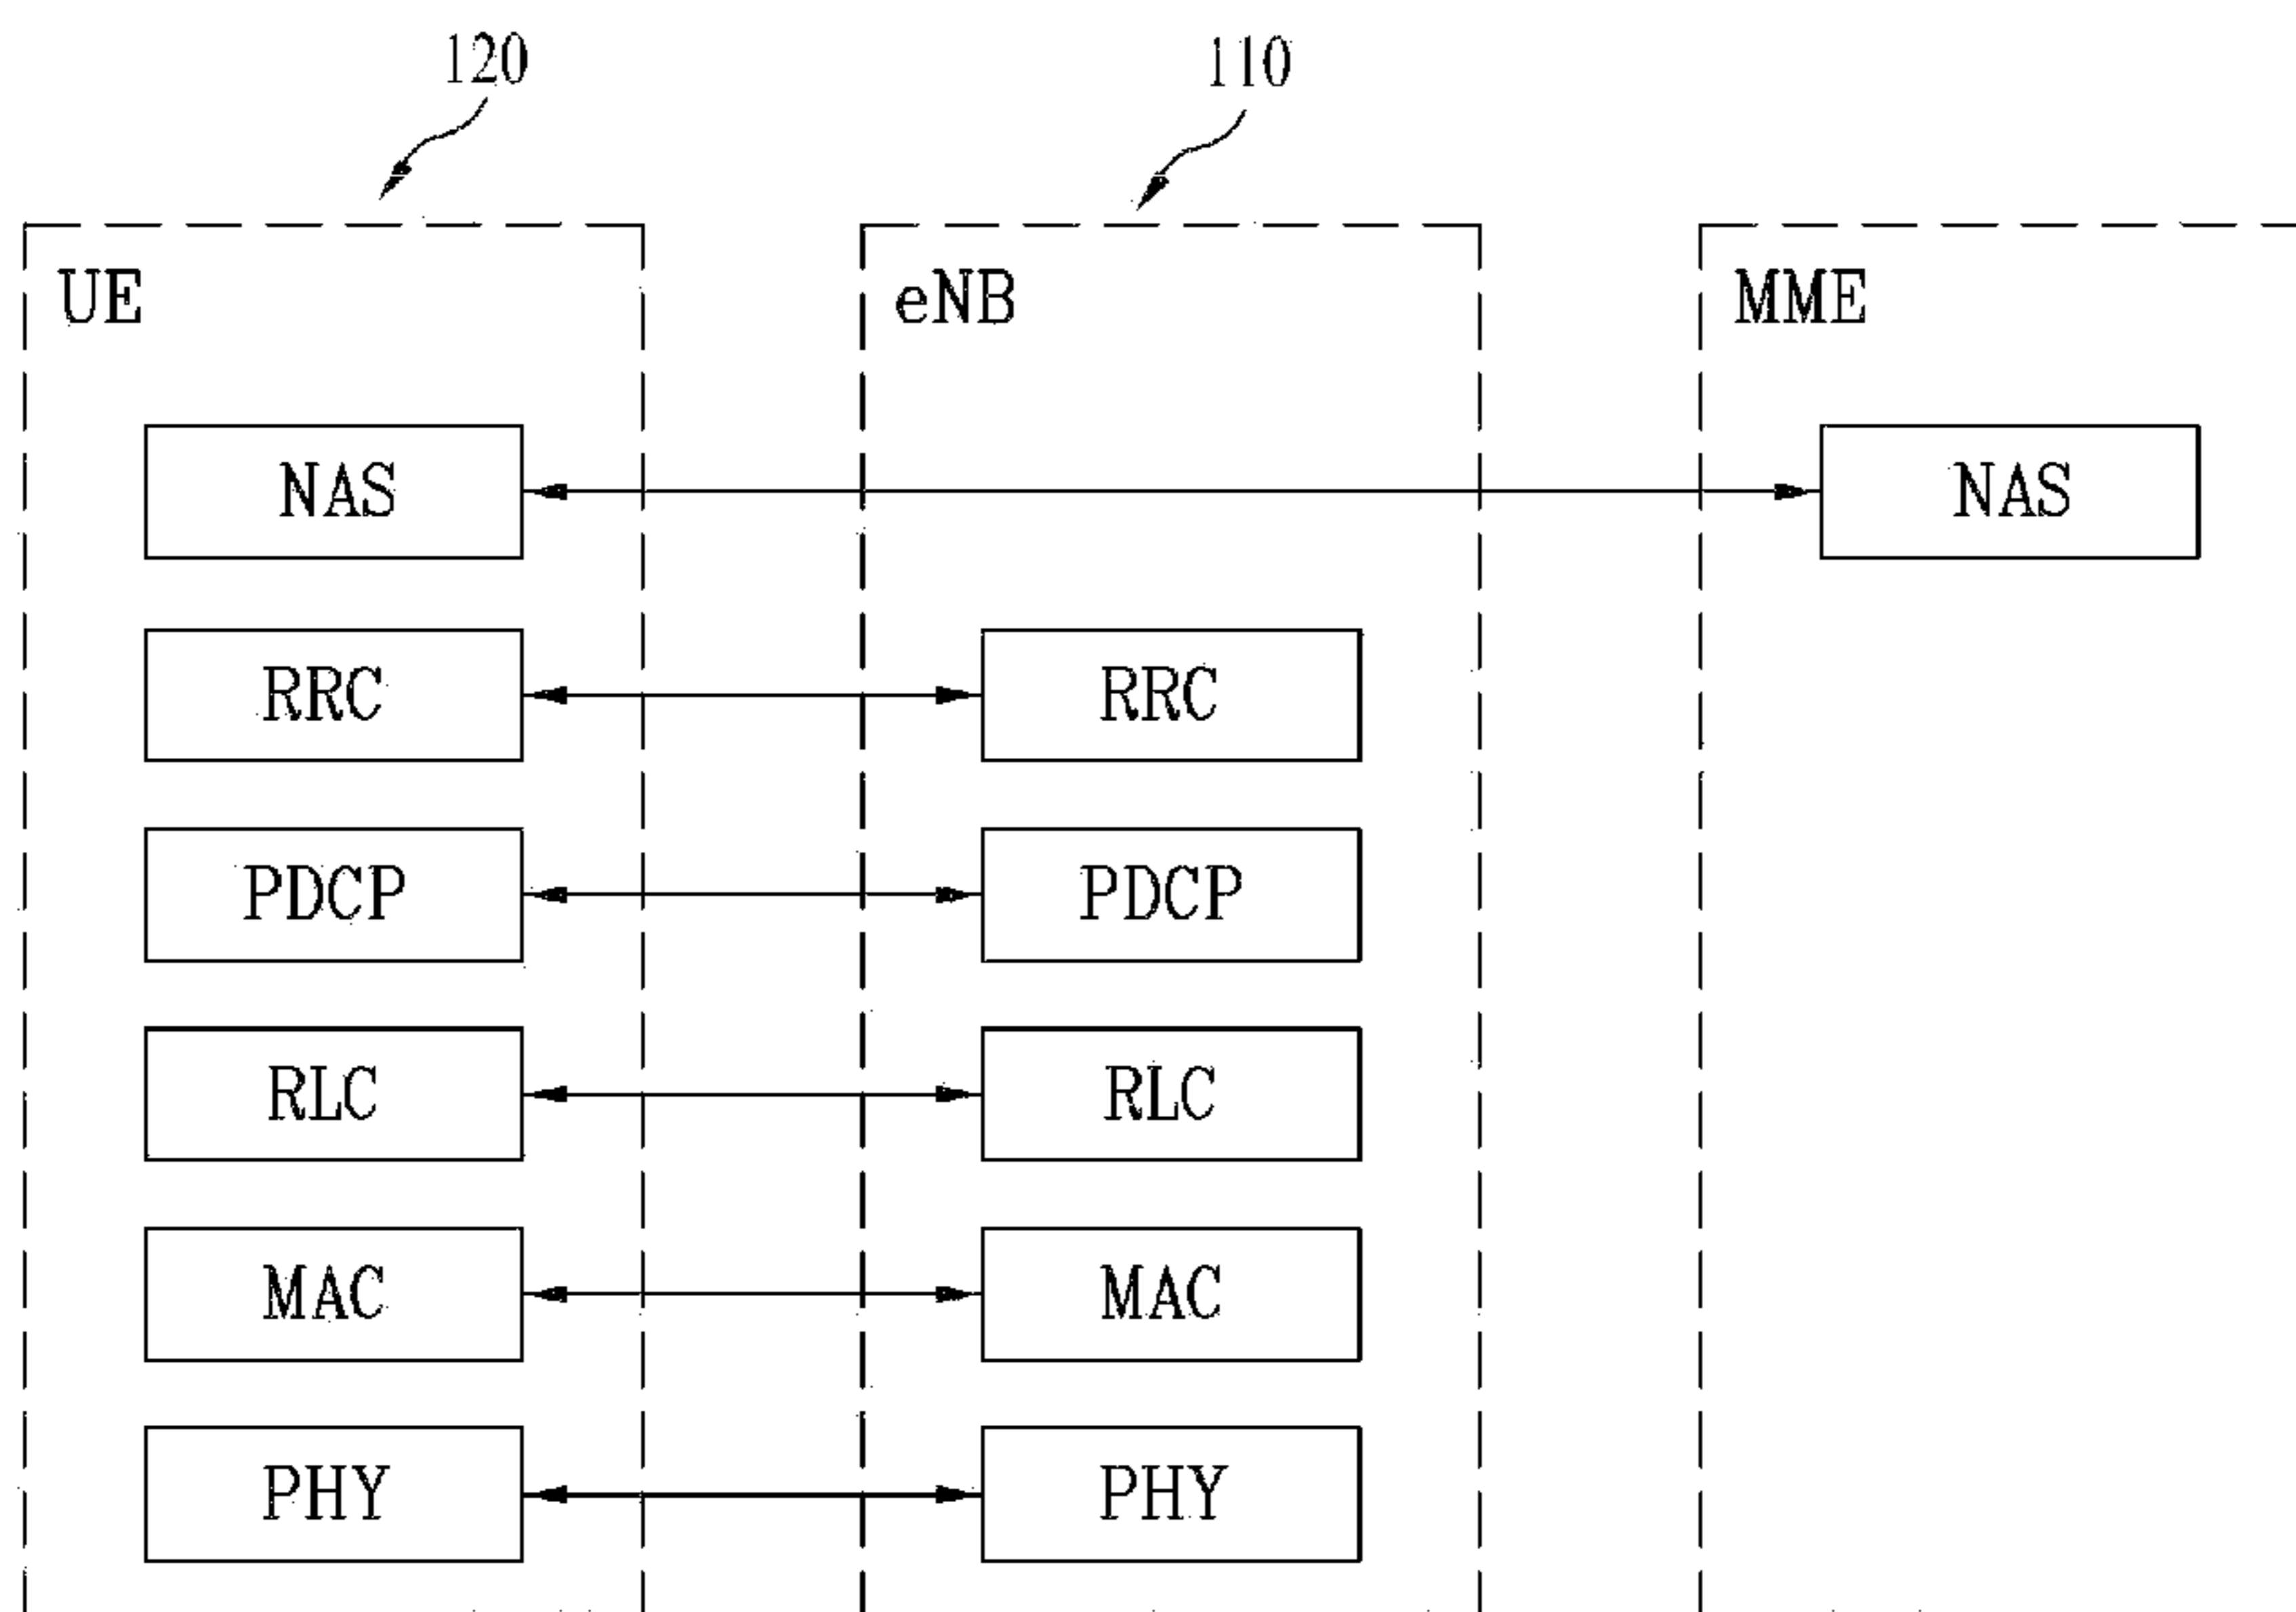 120 110
UE eNB MME
NAS NAS
RRC RRC
PDCP PDCP
RLC RLC
MAC MAC
PHY PHY